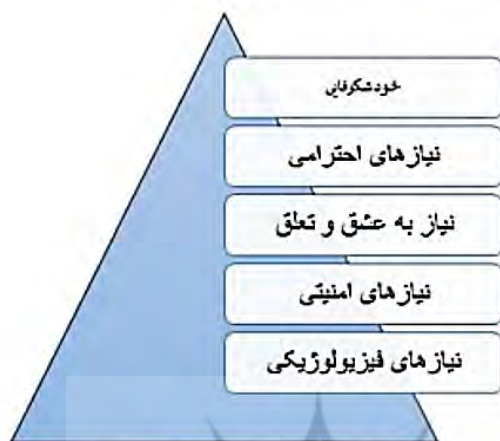 خودشکوفایی
نیازهای احترامی
نیاز به عشق و تعلق
نیازهای امنیتی
نیازهای فیزیولوژیکی